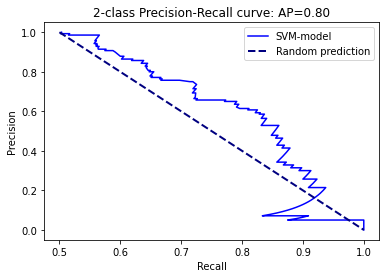 2-class Precision-Recall curve: AP=0.80
SVM-model
Random prediction
Precision
1.0
0.8
0.6
0.4
0.2
0.0
0.5
0.6
0.7
0.8
0.9
1.0
Recall